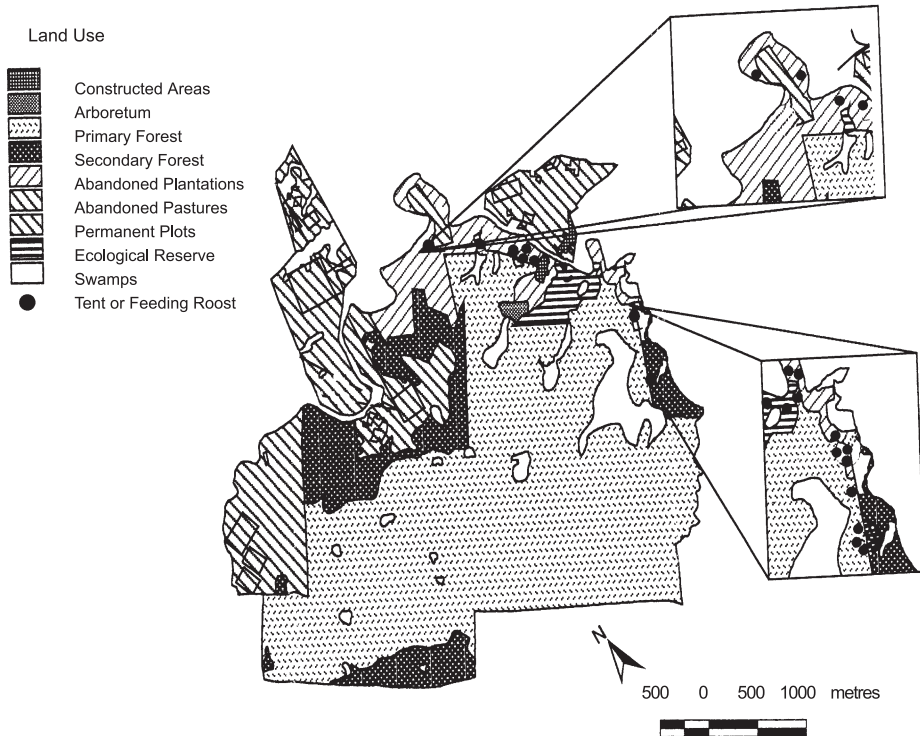 Land Use
Constructed Areas
Arboretum
Primary Forest
Secondary Forest
Abandoned Plantations
Abandoned Pastures
Permanent Plots
Ecological Reserve
Swamps
Tent or Feeding Roost
N
500 0 500 1000 metres